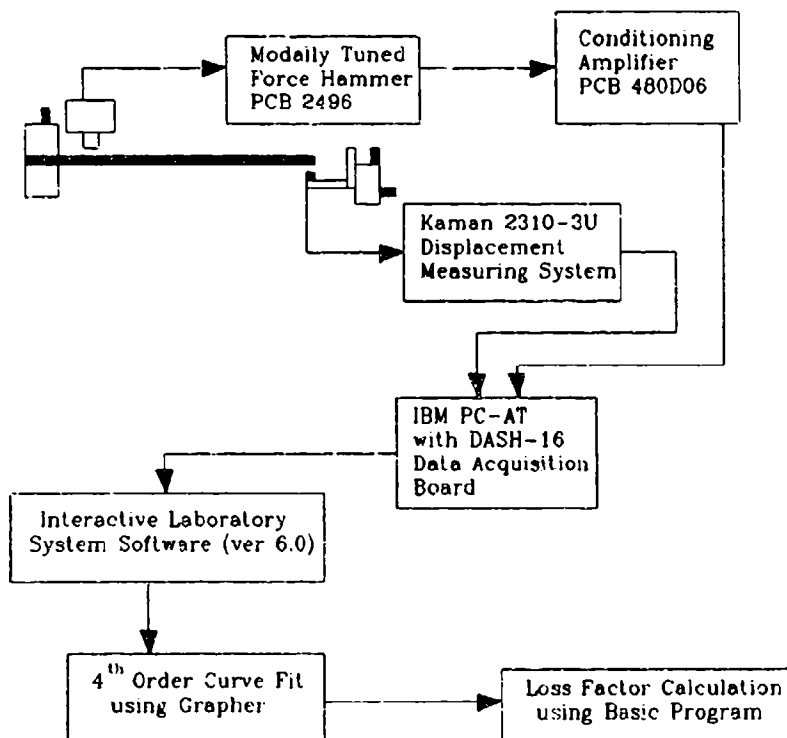 Modally Tuned
Force Hammer
PCB 2496
Conditioning
Amplifier
PCB 480D06
Kaman 2310-3U
Displacement
Measuring System
IBM PC-AT
with DASH-16
Data Acquisition
Board
Interactive Laboratory
System Software (ver 6.0)
4th Order Curve Fit
using Grapher
Loss Factor Calculation
using Basic Program